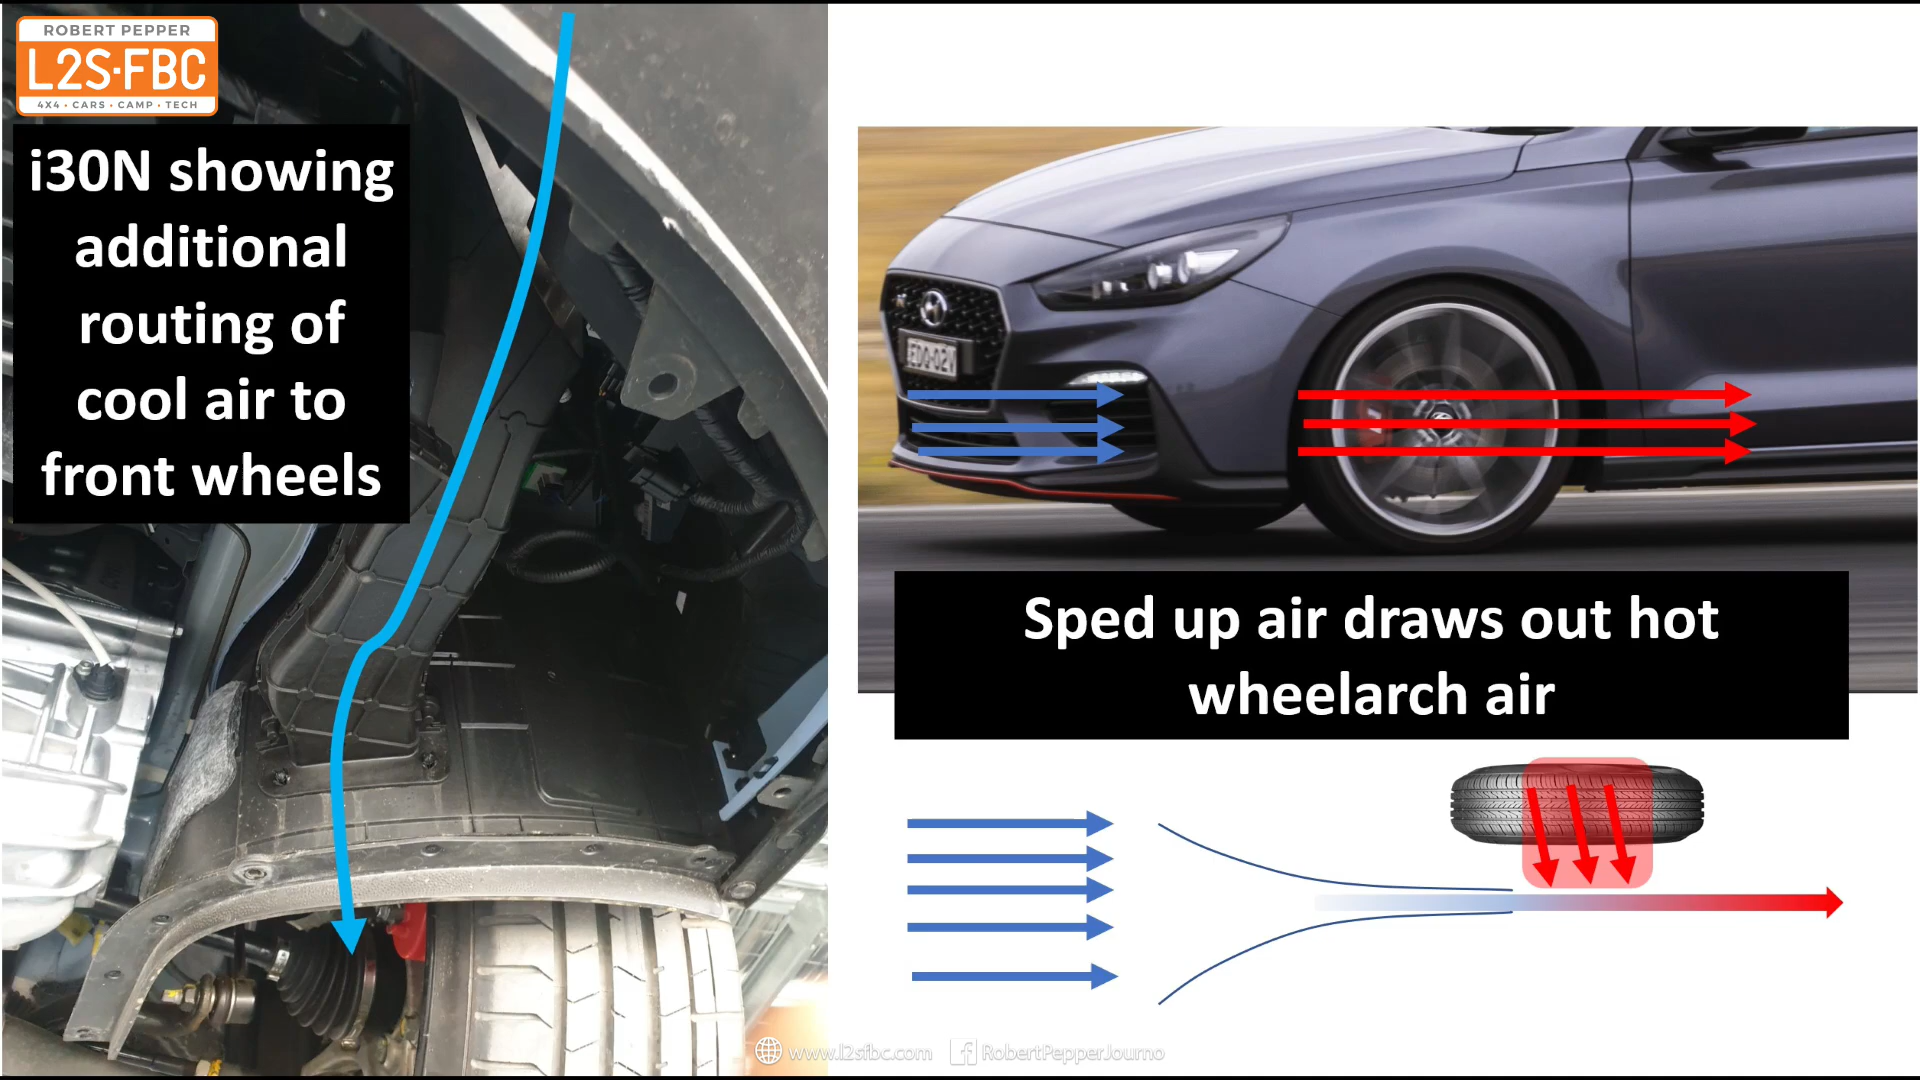 ROBERT PEPPER
L2S·FBC
4X4 · CARS · CAMP · TECH
i30N showing
additional
routing of
cool air to
front wheels
Sped up air draws out hot
wheelarch air
www.l2sfbc.com
RobertPepperJourno